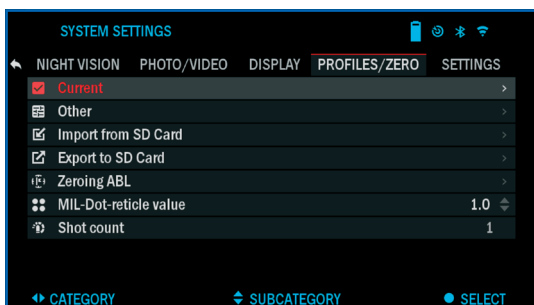 SYSTEM SETTINGS
NIGHT VISION PHOTO/VIDEO DISPLAY PROFILES/ZERO SETTINGS
Current
Other
Import from SD Card
Export to SD Card
Zeroing ABL
MIL-Dot-reticle value 1.0
Shot count 1
CATEGORY SUBCATEGORY SELECT